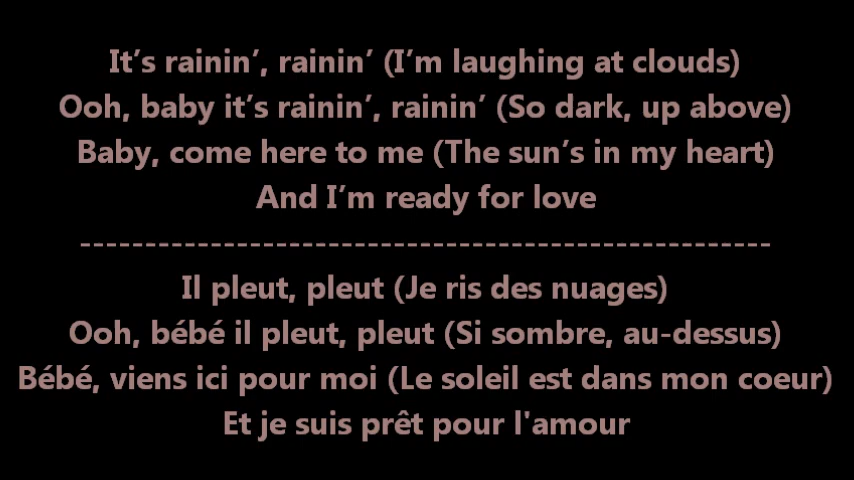 It’s rainin’, rainin’ (I’m laughing at clouds)
Ooh, baby it’s rainin’, rainin’ (So dark, up above)
Baby, come here to me (The sun’s in my heart)
And I’m ready for love
-----------------------------------------------------
Il pleut, pleut (Je ris des nuages)
Ooh, bébé il pleut, pleut (Si sombre, au-dessus)
Bébé, viens ici pour moi (Le soleil est dans mon coeur)
Et je suis prêt pour l'amour